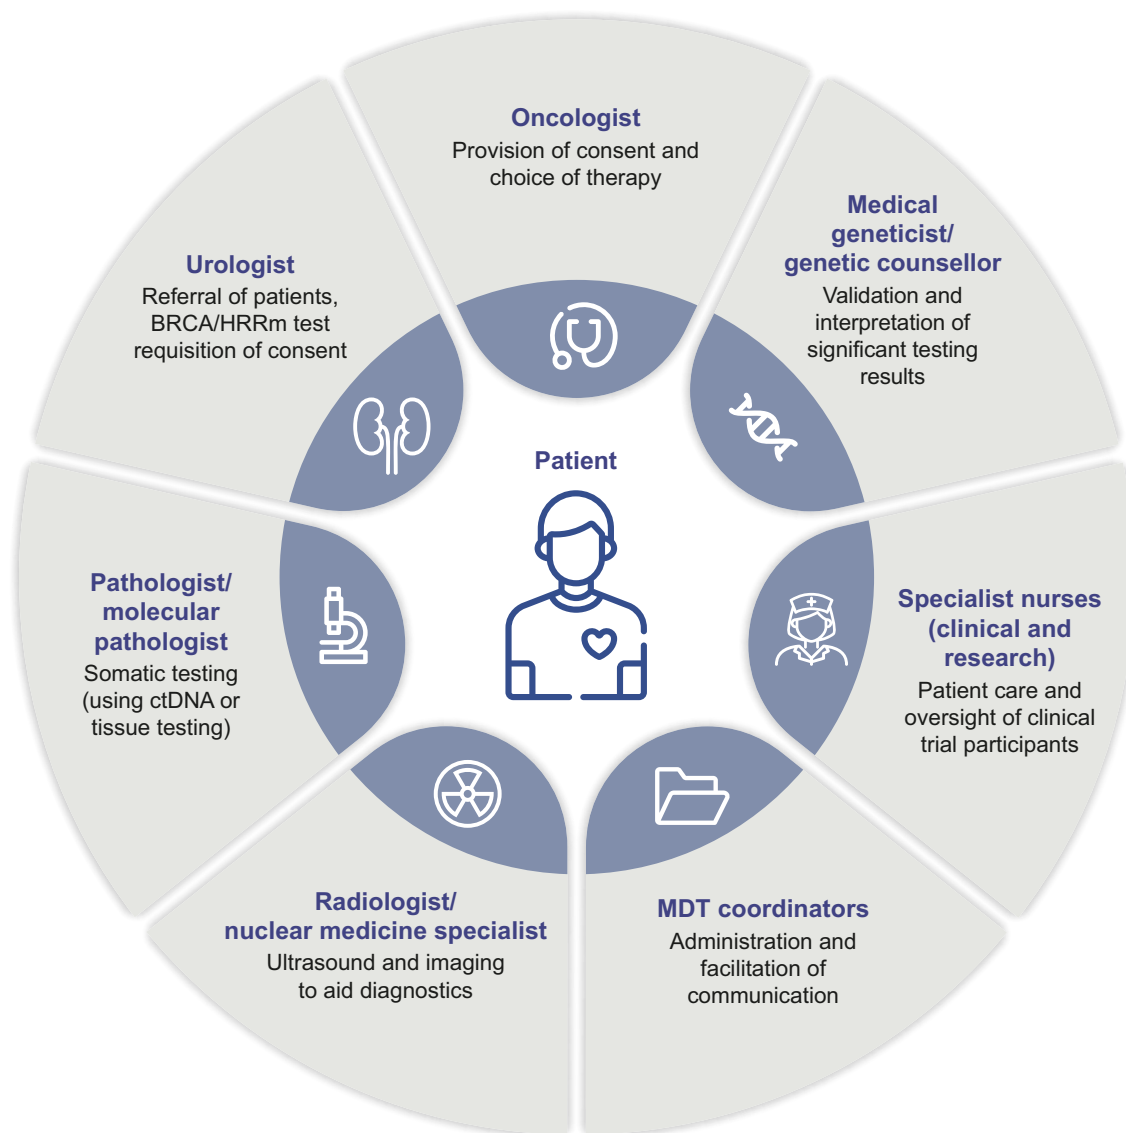 Oncologist
Provision of consent and
choice of therapy
Medical
geneticist/
genetic counsellor
Validation and
interpretation of
significant testing
results
Specialist nurses
(clinical and
research)
Patient care and
oversight of clinical
trial participants
MDT coordinators
Administration and
facilitation of
communication
Radiologist/
nuclear medicine specialist
Ultrasound and imaging
to aid diagnostics
Pathologist/
molecular
pathologist
Somatic testing
(using ctDNA or
tissue testing)
Urologist
Referral of patients,
BRCA/HRRm test
requisition of consent
Patient